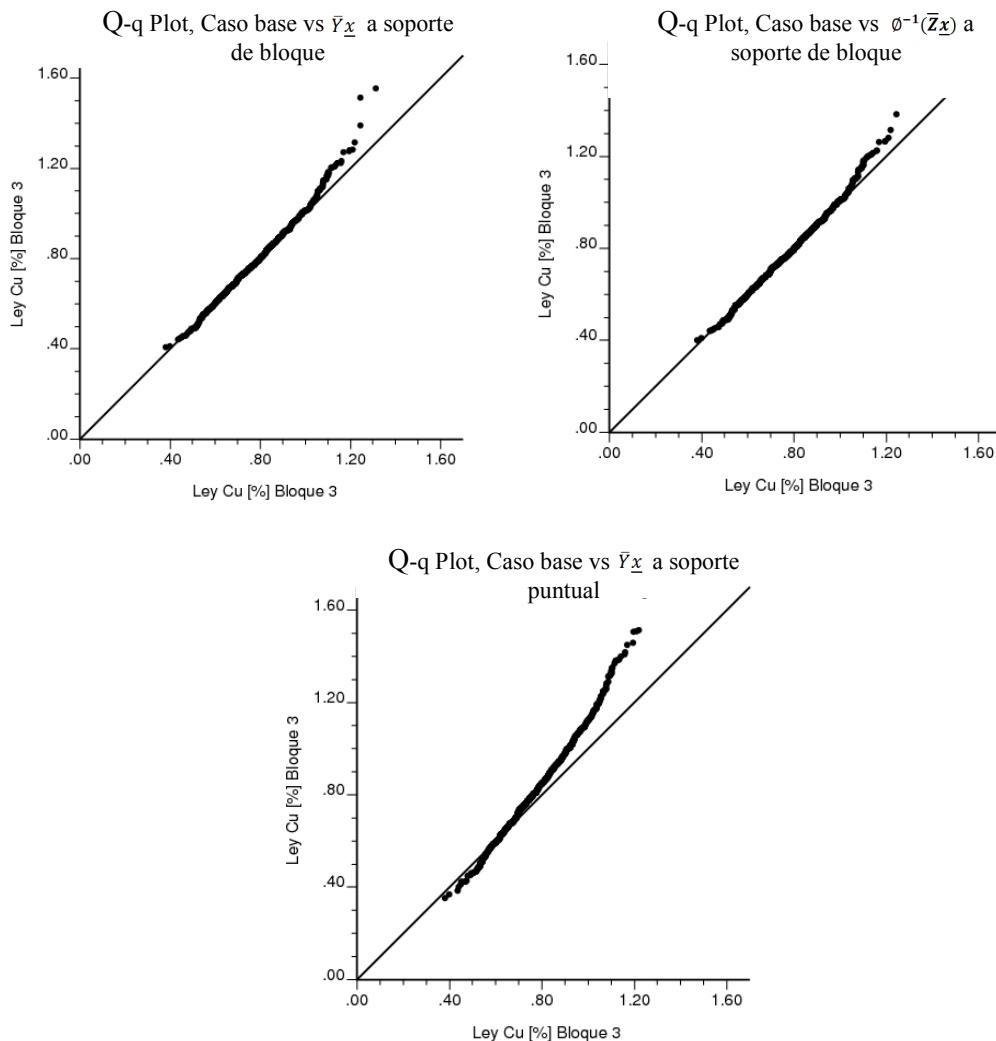 Q-q Plot, Caso base vs Ȳx̲ a soporte
de bloque
1.60
1.20
.80
.40
.00
Ley Cu [%] Bloque 3
.00 .40 .80 1.20 1.60
Ley Cu [%] Bloque 3
Q-q Plot, Caso base vs ∅⁻¹(Z̅x̲) a
soporte de bloque
1.60
1.20
.80
.40
.00
Ley Cu [%] Bloque 3
.00 .40 .80 1.20 1.60
Ley Cu [%] Bloque 3
Q-q Plot, Caso base vs Ȳx̲ a soporte
puntual
1.60
1.20
.80
.40
.00
Ley Cu [%] Bloque 3
.00 .40 .80 1.20 1.60
Ley Cu [%] Bloque 3